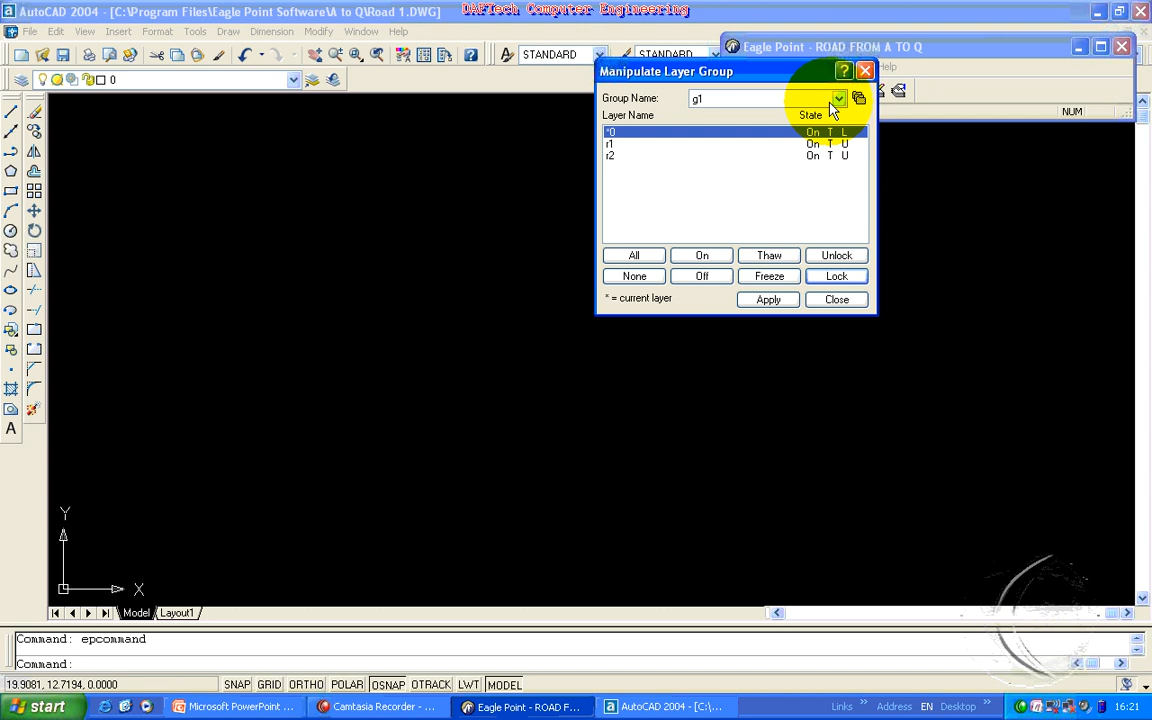 AutoCAD 2004 - [C:\Program Files\Eagle Point Software\A to Q\Road 1.DWG]
DAFTech Computer Engineering
File Edit View Insert Format Tools Draw Dimension Modify Image Window Help
STANDARD
STANDARD
Eagle Point - ROAD FROM A TO Q
Help
0
NUM
Manipulate Layer Group
Group Name: g1
Layer Name State
*0 On T L
r1 On T U
r2 On T U
All On Thaw Unlock
None Off Freeze Lock
* = current layer Apply Close
Y
X
Model Layout1
Command: epcommand
Command:
19.9081, 12.7194, 0.0000 SNAP GRID ORTHO POLAR OSNAP OTRACK LWT MODEL
start Microsoft PowerPoint ... Camtasia Recorder - ... Eagle Point - ROAD F... AutoCAD 2004 - [C:\... Links » Address EN Desktop » 16:21